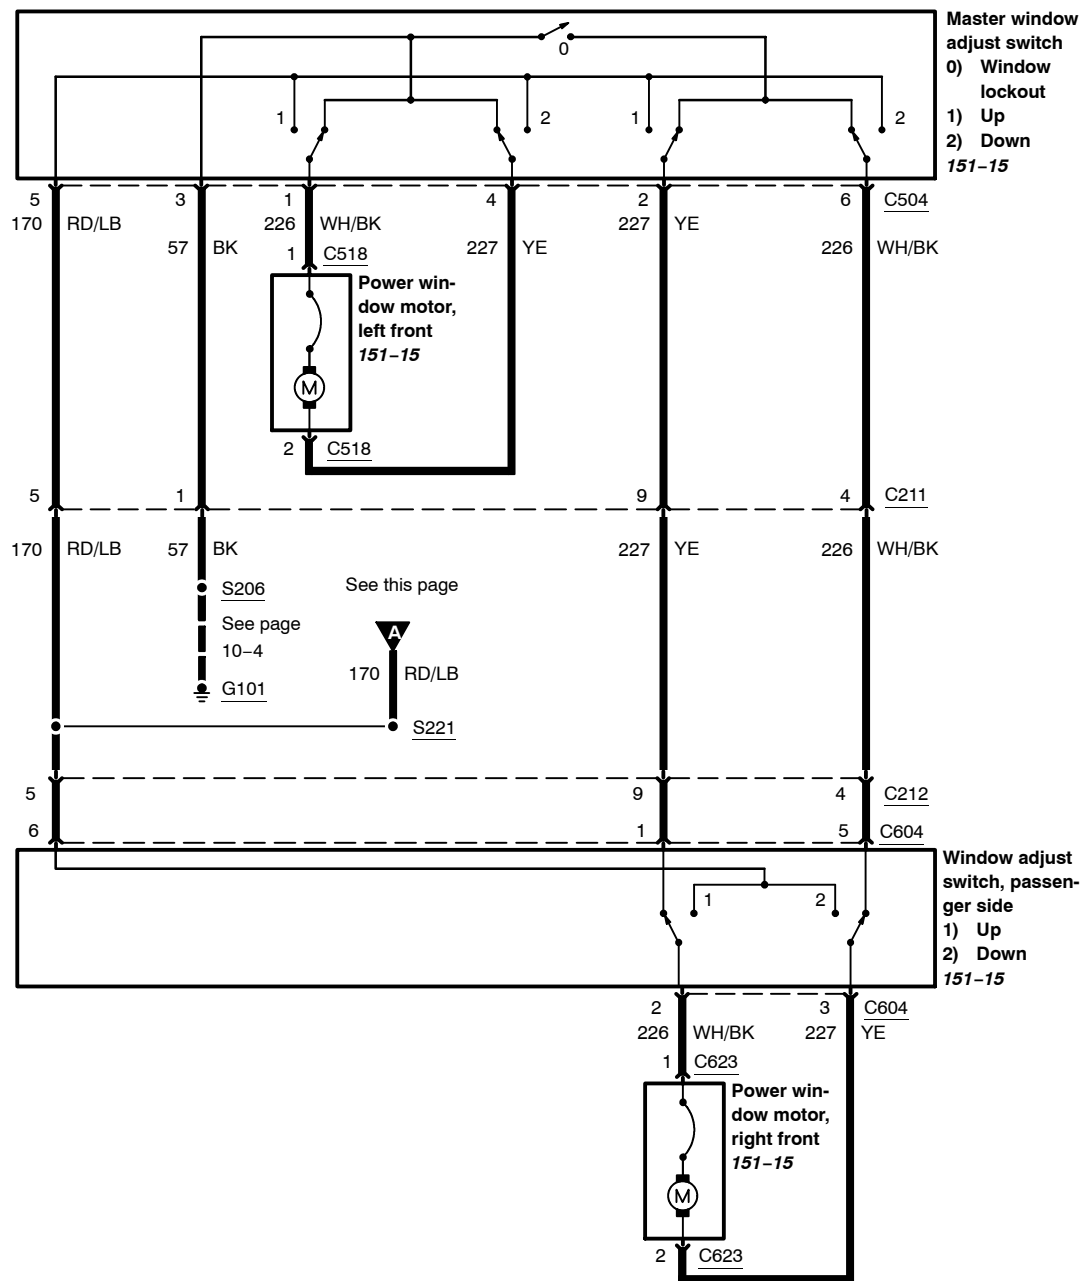 Master window
adjust switch
0) Window
lockout
1) Up
2) Down
151–15
0
1
2
1
2
5
3
1
4
2
6
C504
170 RD/LB
226 WH/BK
227 YE
57 BK
227 YE
226 WH/BK
1 C518
Power win-
dow motor,
left front
151–15
M
2 C518
5
1
9
4
C211
170 RD/LB
57 BK
227 YE
226 WH/BK
S206
See this page
See page
10–4
A
170 RD/LB
G101
S221
5
9
4
C212
6
1
5
C604
Window adjust
switch, passen-
ger side
1) Up
2) Down
151–15
1
2
2
3
C604
226 WH/BK
227 YE
1 C623
Power win-
dow motor,
right front
151–15
M
2 C623